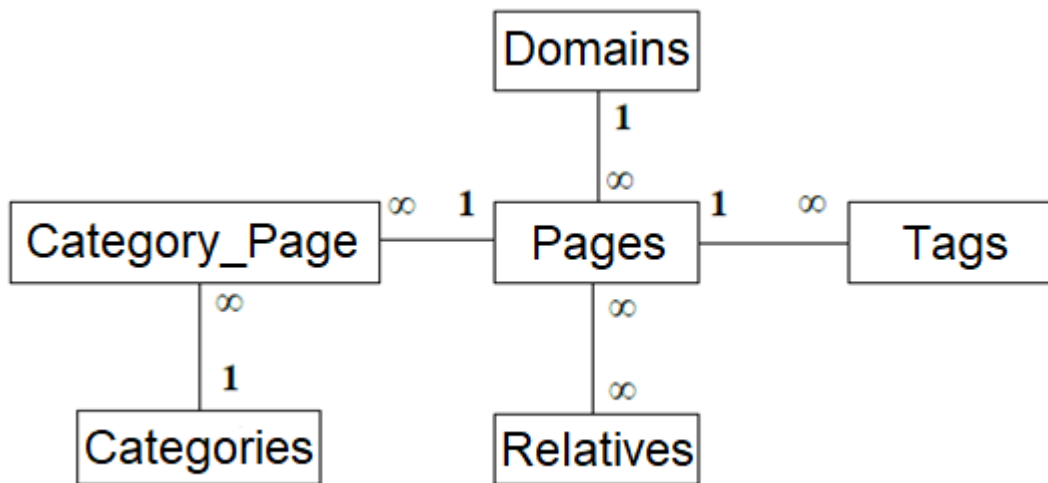 Domains
1
∞
∞ 1
1 ∞
Category_Page
Pages
Tags
∞
∞
1
∞
Categories
Relatives